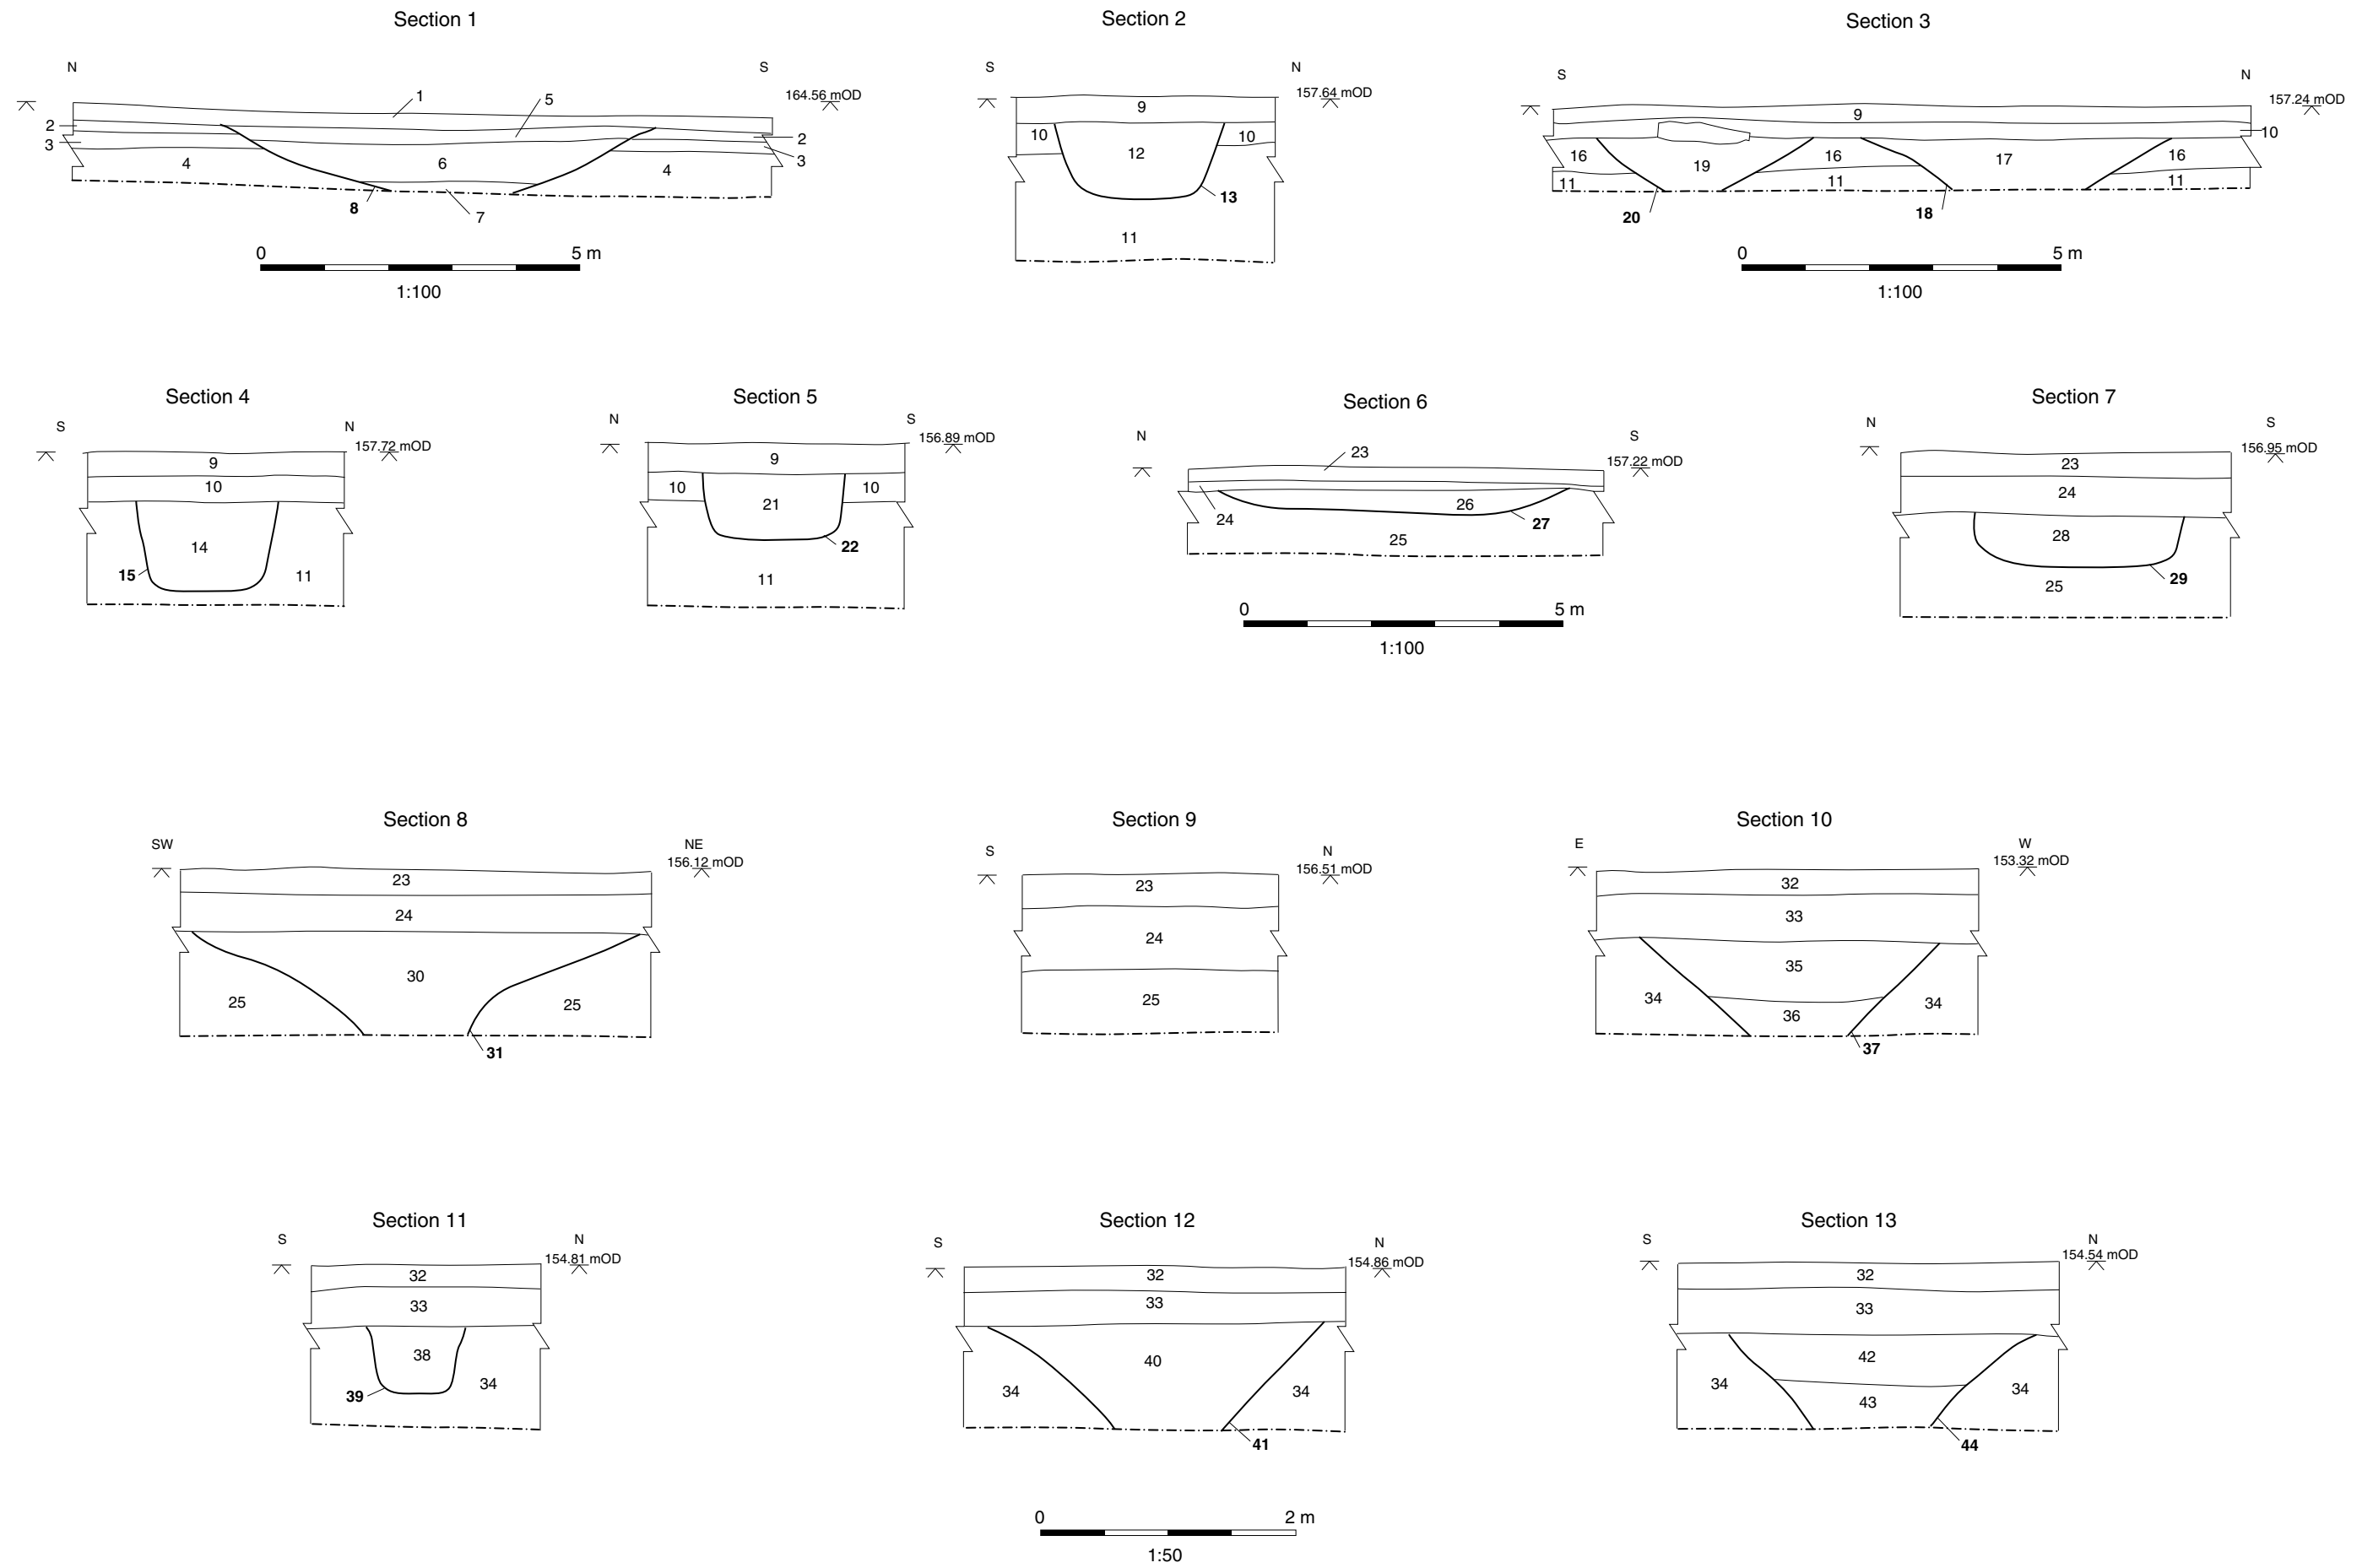 Section 1
N
S
164.56 mOD
1
5
2
2
3
3
4
6
4
8
7
0
5 m
1:100
Section 2
S
N
157.64 mOD
9
10
10
12
13
11
Section 3
S
N
157.24 mOD
9
10
16
19
16
17
16
11
11
11
20
18
0
5 m
1:100
Section 4
S
N
157.72 mOD
9
10
14
15
11
Section 5
N
S
156.89 mOD
9
10
21
10
22
11
Section 6
N
S
157.22 mOD
23
24
26
27
25
0
5 m
1:100
Section 7
N
S
156.95 mOD
23
24
28
29
25
Section 8
SW
NE
156.12 mOD
23
24
30
25
25
31
Section 9
S
N
156.51 mOD
23
24
25
Section 10
E
W
153.32 mOD
32
33
35
34
34
36
37
Section 11
S
N
154.81 mOD
32
33
38
34
39
Section 12
S
N
154.86 mOD
32
33
40
34
34
41
Section 13
S
N
154.54 mOD
32
33
42
34
34
43
44
0
2 m
1:50